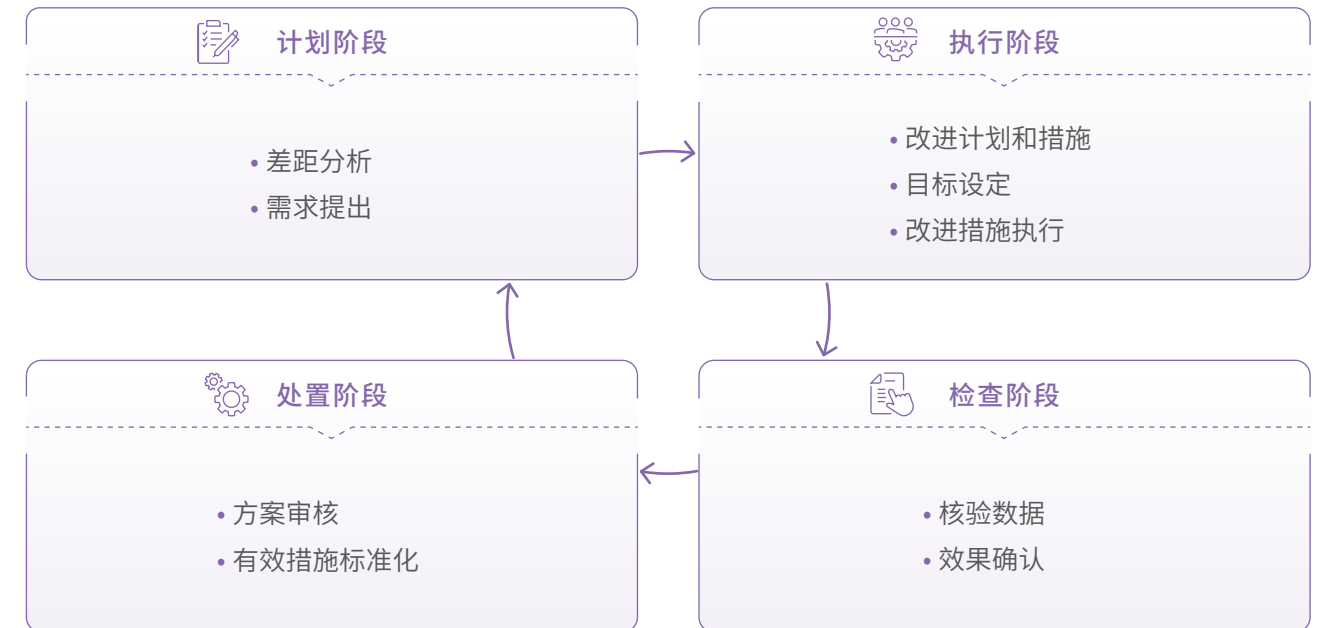 计划阶段
• 差距分析
• 需求提出
执行阶段
• 改进计划和措施
• 目标设定
• 改进措施执行
处置阶段
• 方案审核
• 有效措施标准化
检查阶段
• 核验数据
• 效果确认